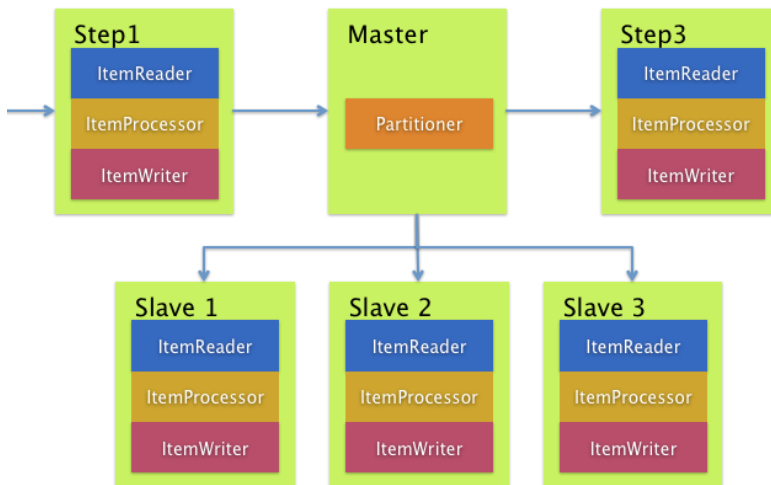 Step1
ItemReader
ItemProcessor
ItemWriter
Master
Partitioner
Step3
ItemReader
ItemProcessor
ItemWriter
Slave 1
ItemReader
ItemProcessor
ItemWriter
Slave 2
ItemReader
ItemProcessor
ItemWriter
Slave 3
ItemReader
ItemProcessor
ItemWriter